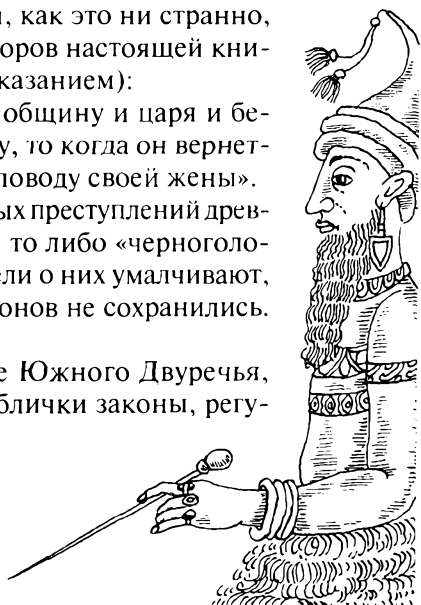 , как это ни странно,
оров настоящей кни-
казанием):
общину и царя и бе-
у, то когда он вернет-
поводу своей жены».
ых преступлений древ-
то либо «черноголо-
ели о них умалчивают,
онов не сохранились.
е Южного Двуречья,
блички законы, регу-